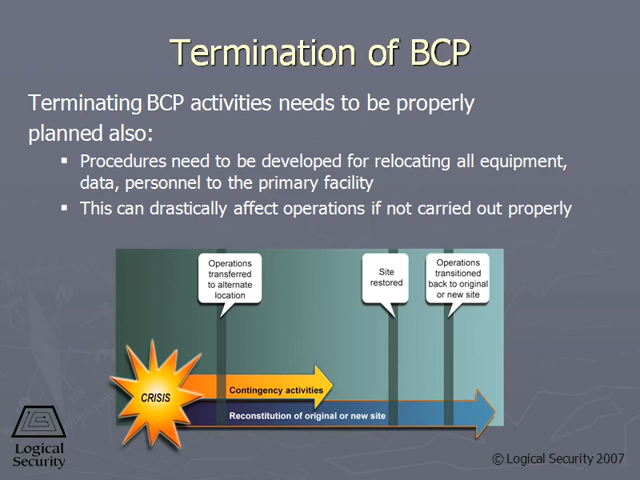 Termination of BCP
Terminating BCP activities needs to be properly
planned also:
Procedures need to be developed for relocating all equipment,
data, personnel to the primary facility
This can drastically affect operations if not carried out properly
Operations
transferred
to alternate
location
Site
restored
Operations
transitioned
back to original
or new site
CRISIS
Contingency activities
Reconstitution of original or new site
Logical
Security
© Logical Security 2007